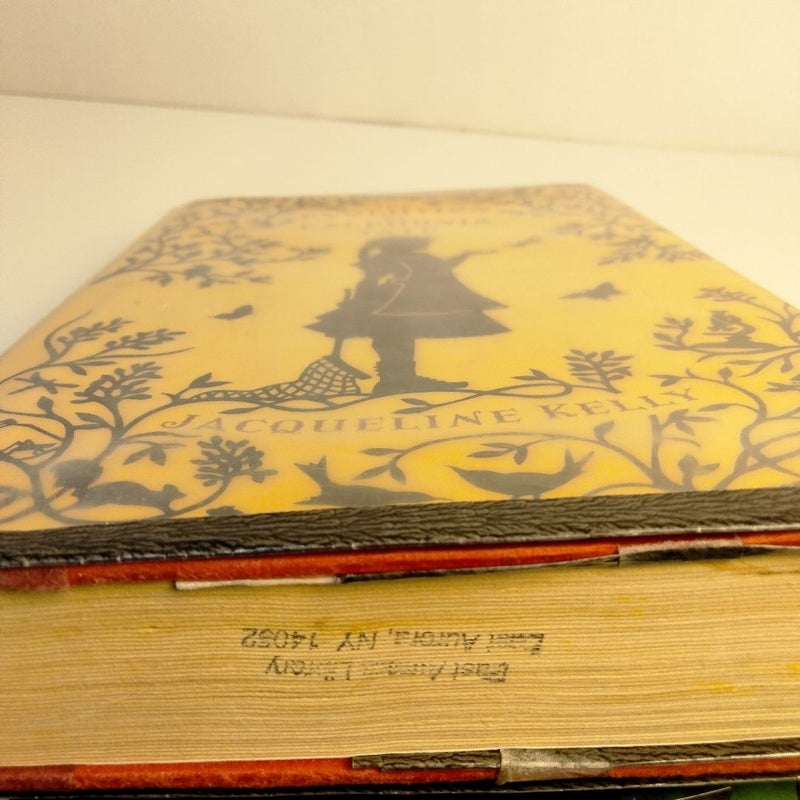 JACQUELINE KELLY
East Aurora Library
East Aurora, NY 14052